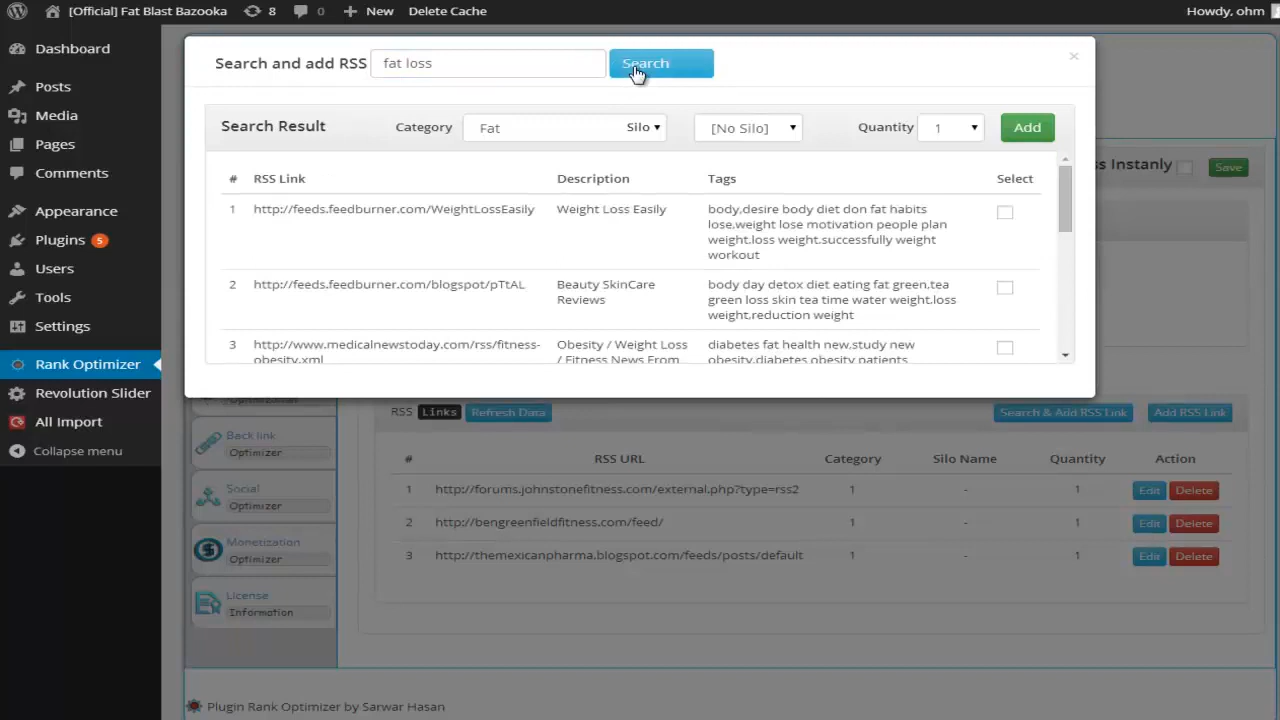 [Official] Fat Blast Bazooka 8 0 New Delete Cache Howdy, ohm
Dashboard
Posts
Media
Pages
Comments
Appearance
Plugins 5
Users
Tools
Settings
Rank Optimizer
Revolution Slider
All Import
Collapse menu
Search and add RSS fat loss Search ×
Search Result Category Fat Silo [No Silo] Quantity 1 Add
# RSS Link Description Tags Select
1 http://feeds.feedburner.com/WeightLossEasily Weight Loss Easily body,desire body diet don fat habits
lose,weight lose motivation people plan
weight,loss weight,successfully weight
workout
2 http://feeds.feedburner.com/blogspot/pTtAL Beauty SkinCare body day detox diet eating fat green,tea
Reviews green loss skin tea time water weight,loss
weight,reduction weight
3 http://www.medicalnewstoday.com/rss/fitness- Obesity / Weight Loss diabetes fat health new,study new
obesity.xml / Fitness News From obesity,diabetes obesity patients
ss Instanly Save
RSS Links Refresh Data Search & Add RSS Link Add RSS Link
# RSS URL Category Silo Name Quantity Action
1 http://forums.johnstonefitness.com/external.php?type=rss2 1 - 1 Edit Delete
2 http://bengreenfieldfitness.com/feed/ 1 - 1 Edit Delete
3 http://themexicanpharma.blogspot.com/feeds/posts/default 1 - 1 Edit Delete
Back link
Optimizer
Social
Optimizer
Monetization
Optimizer
License
Information
Plugin Rank Optimizer by Sarwar Hasan